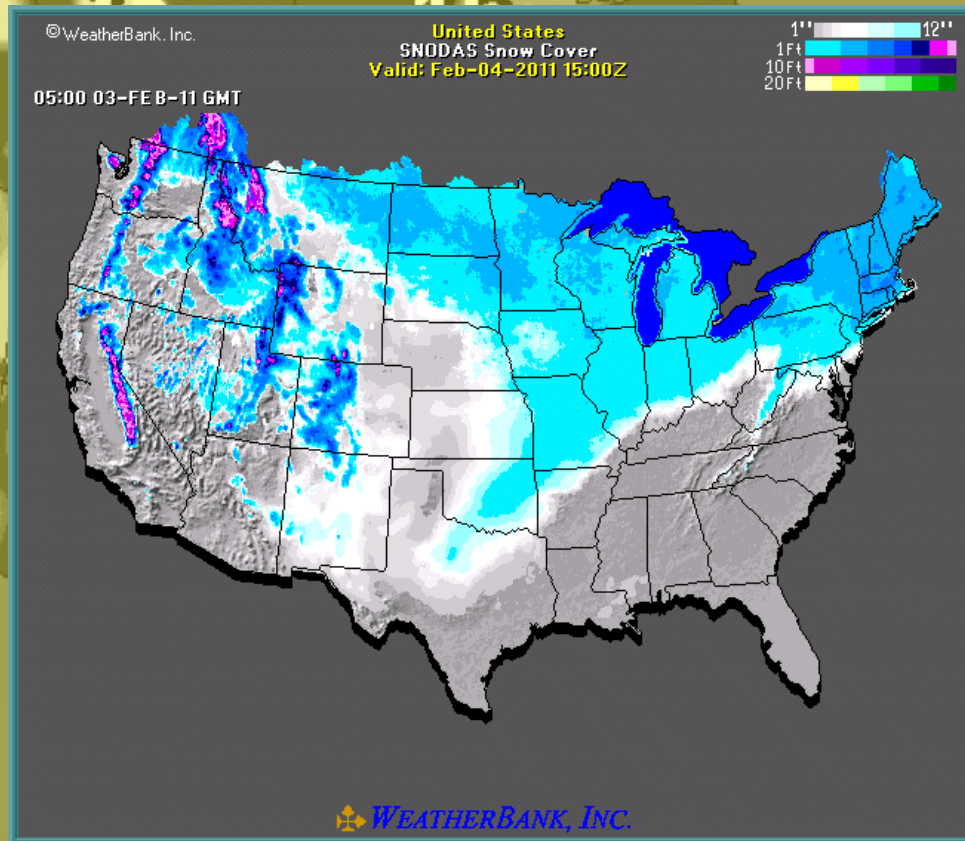 ©WeatherBank, Inc.
United States
SNODAS Snow Cover
Valid: Feb-04-2011 15:00Z
1'' 12''
1Ft
10Ft
20Ft
05:00 03-FEB-11 GMT
WEATHERBANK, INC.